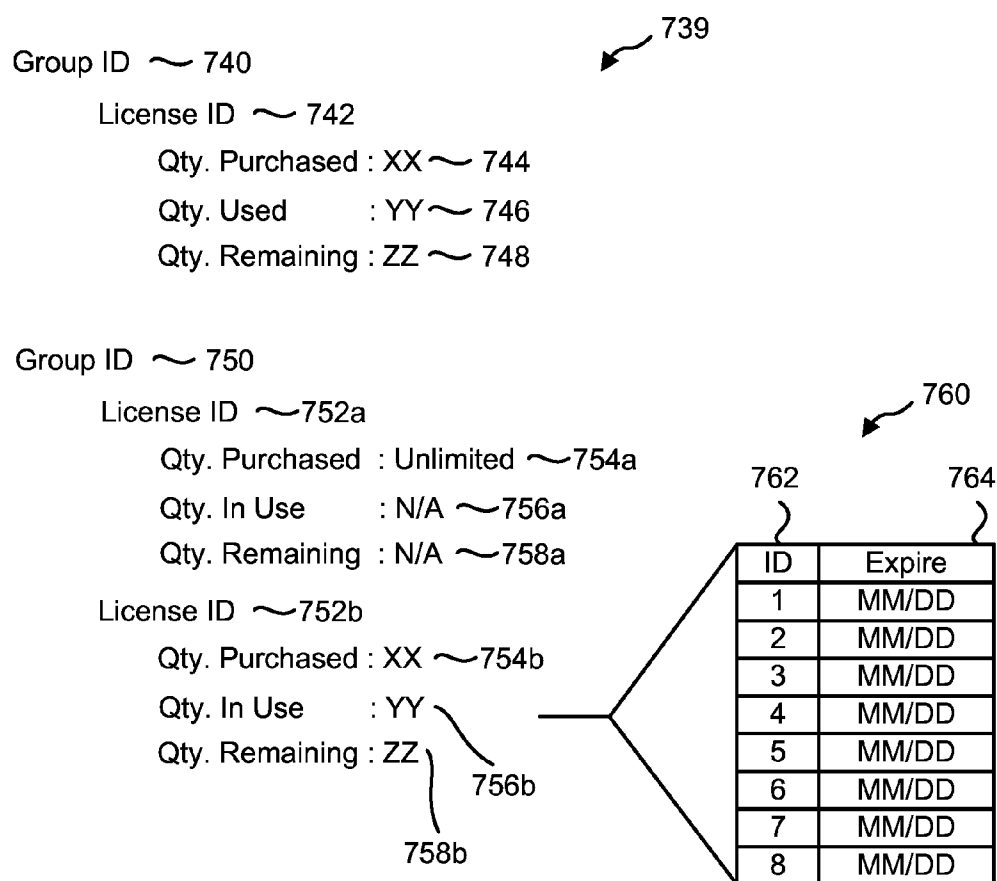 739
Group ID 740
License ID 742
Qty. Purchased : XX 744
Qty. Used : YY 746
Qty. Remaining : ZZ 748
Group ID 750
License ID 752a
760
Qty. Purchased : Unlimited 754a
762 764
Qty. In Use : N/A 756a
Qty. Remaining : N/A 758a
ID Expire
1 MM/DD
License ID 752b
2 MM/DD
Qty. Purchased : XX 754b
3 MM/DD
Qty. In Use : YY
4 MM/DD
Qty. Remaining : ZZ
5 MM/DD
756b
6 MM/DD
7 MM/DD
758b
8 MM/DD